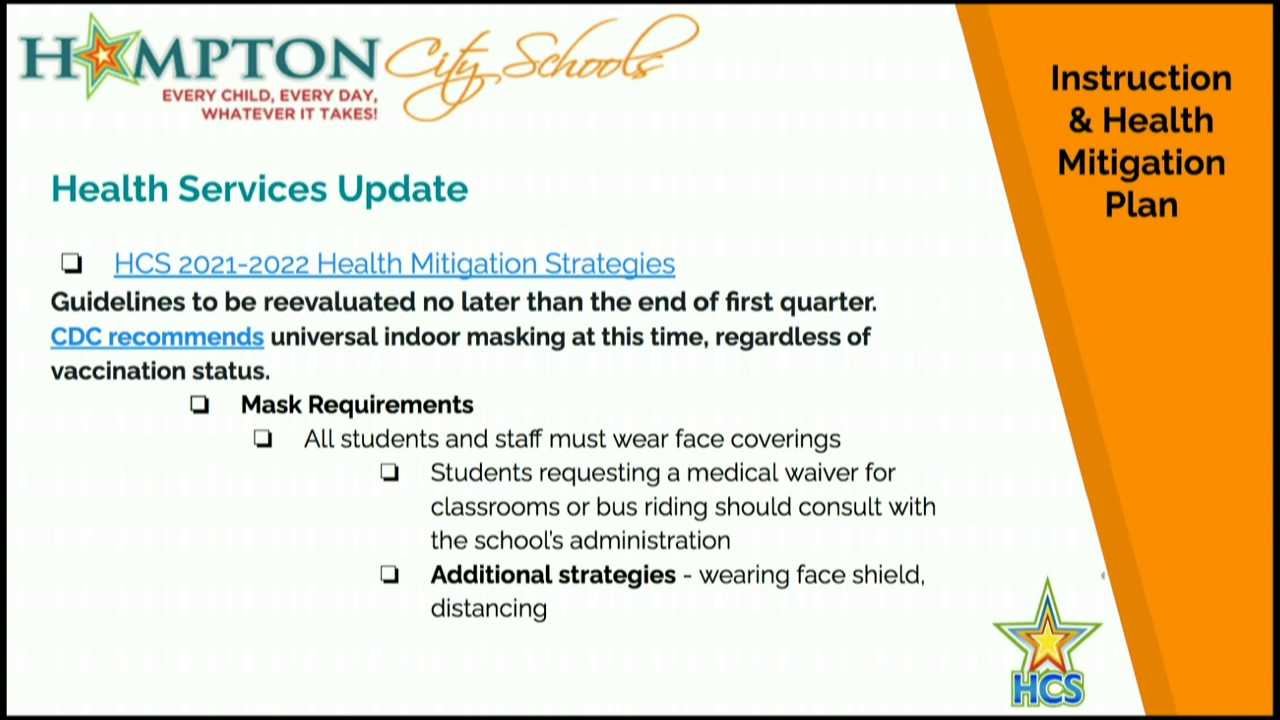 HAMPTON City Schools
EVERY CHILD, EVERY DAY,
WHATEVER IT TAKES!
Instruction
& Health
Mitigation
Plan
Health Services Update
❏ HCS 2021-2022 Health Mitigation Strategies
Guidelines to be reevaluated no later than the end of first quarter.
CDC recommends universal indoor masking at this time, regardless of
vaccination status.
❏ Mask Requirements
❏ All students and staff must wear face coverings
❏ Students requesting a medical waiver for
classrooms or bus riding should consult with
the school's administration
❏ Additional strategies - wearing face shield,
distancing
HCS